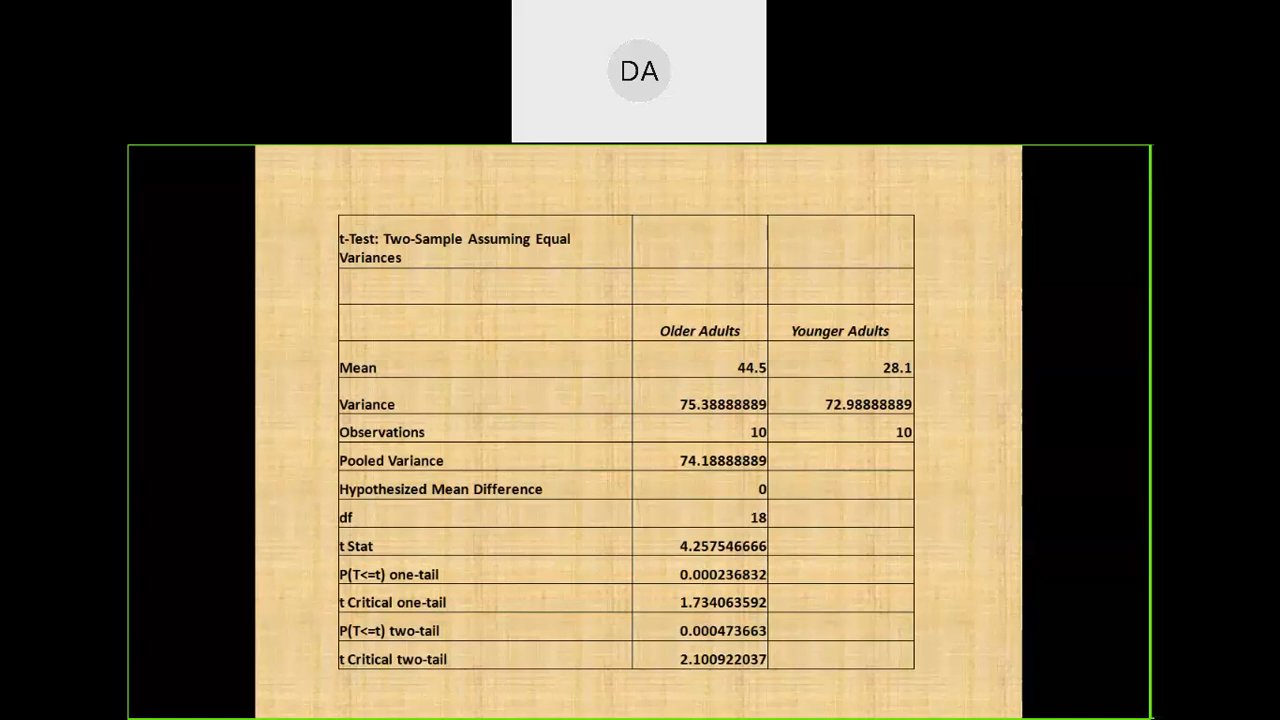 DA
t-Test: Two-Sample Assuming Equal
Variances
Older Adults Younger Adults
Mean 44.5 28.1
Variance 75.38888889 72.98888889
Observations 10 10
Pooled Variance 74.18888889
Hypothesized Mean Difference 0
df 18
t Stat 4.257546666
P(T<=t) one-tail 0.000236832
t Critical one-tail 1.734063592
P(T<=t) two-tail 0.000473663
t Critical two-tail 2.100922037